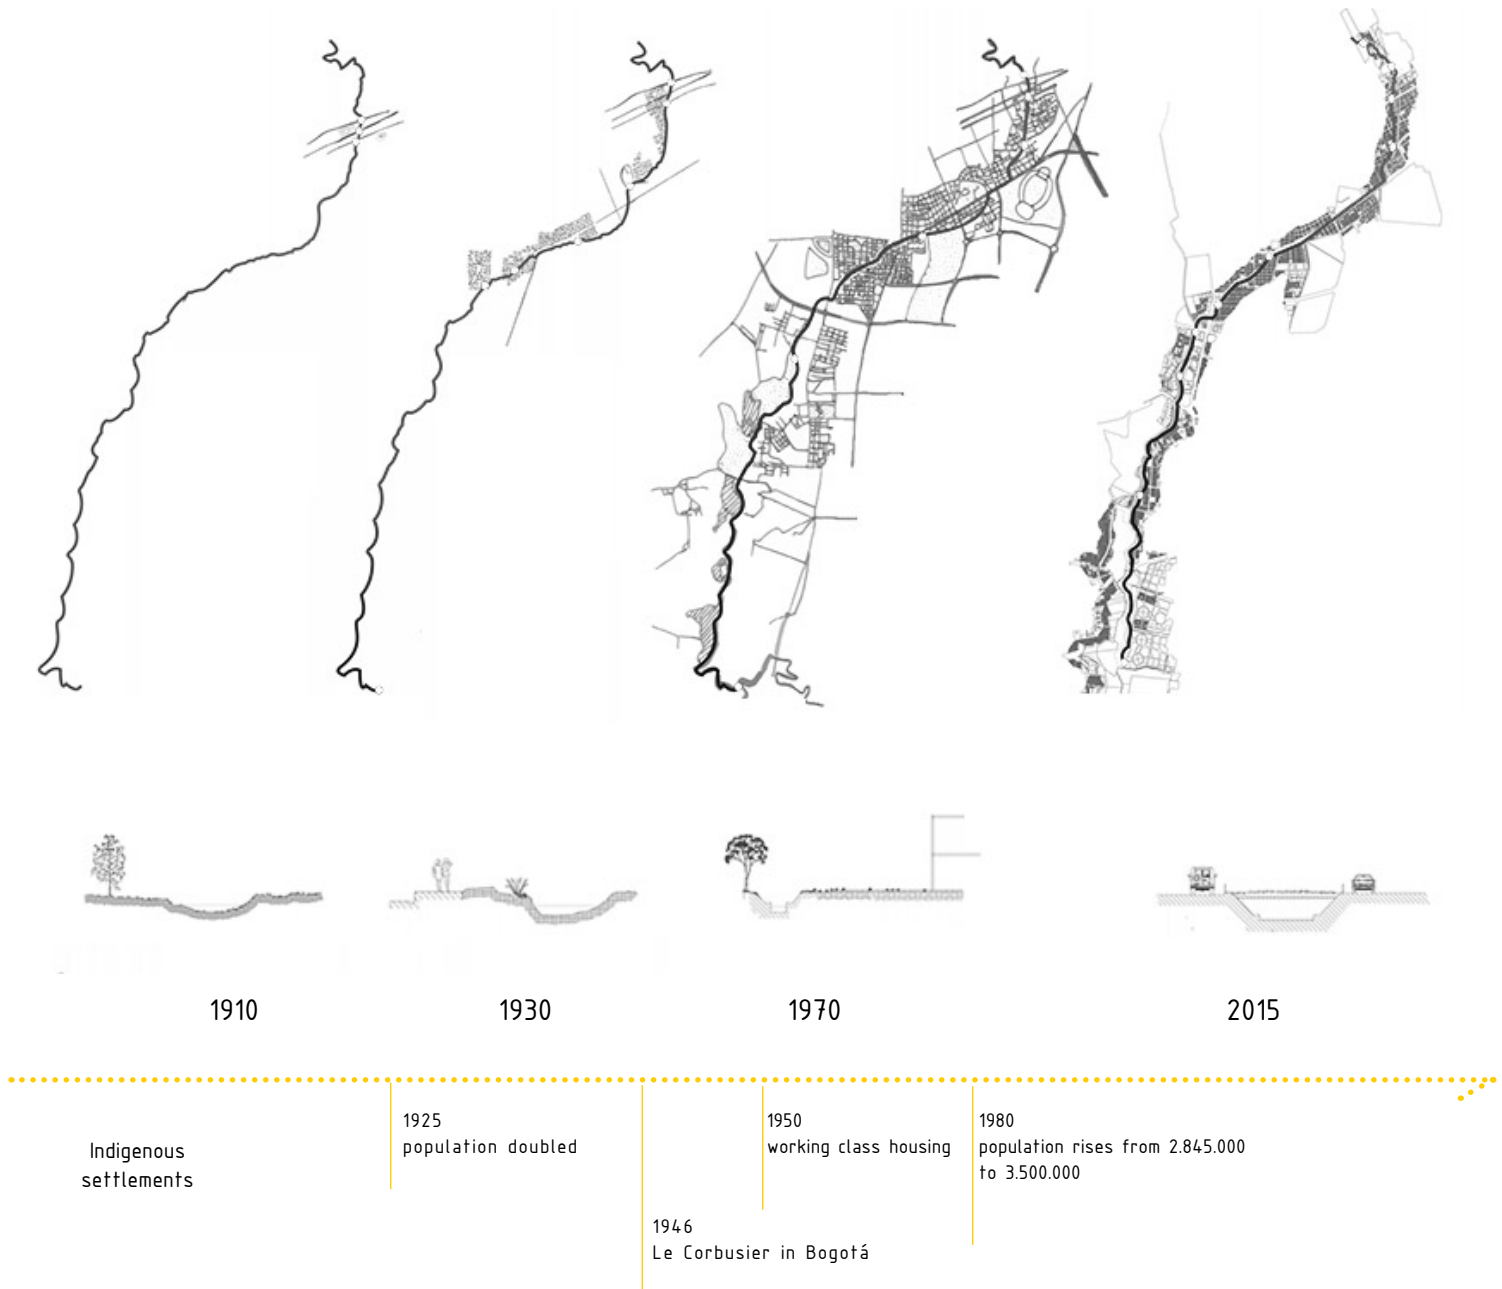 1910
1930
1970
2015
Indigenous
settlements
1925
population doubled
1946
Le Corbusier in Bogotá
1950
working class housing
1980
population rises from 2.845.000
to 3.500.000